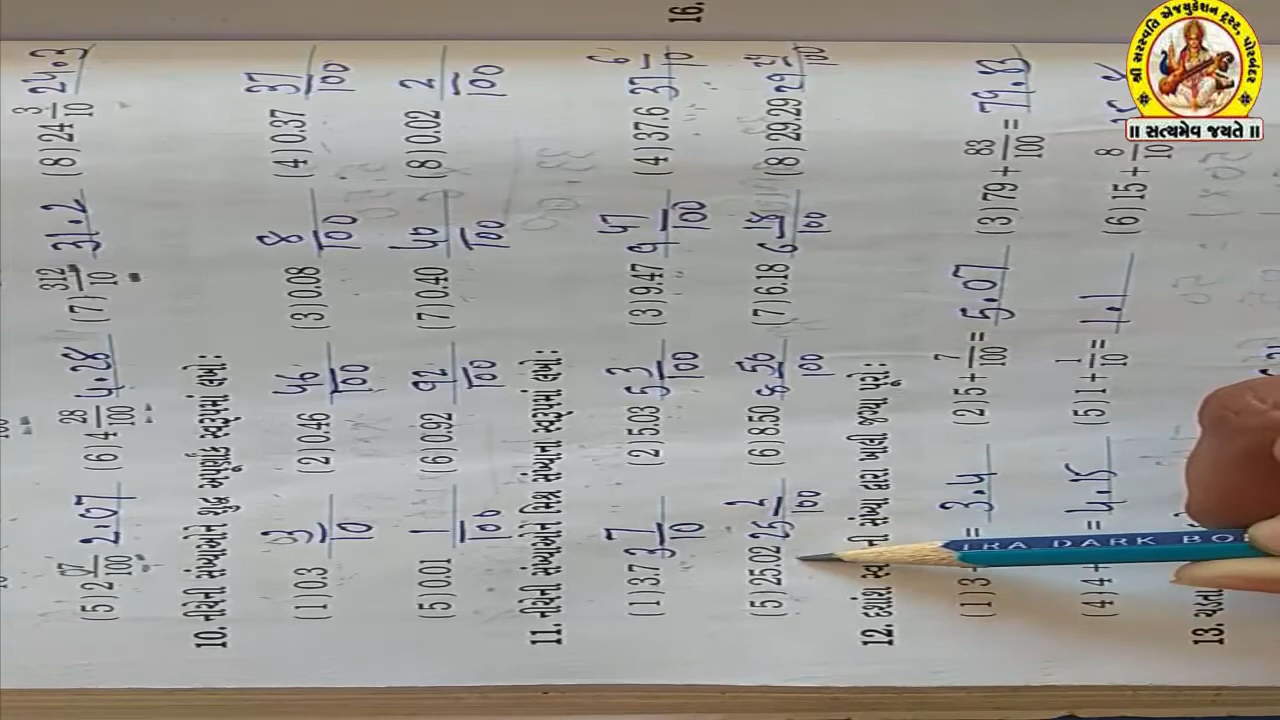 (5) 2 7/100 2.07 (6) 4 28/100 4.28 (7) 312/10 31.2 (8) 24 3/10 24.3
10. નીચેની સંખ્યાઓને શુદ્ધ અપૂર્ણાંક સ્વરૂપમાં લખો :
(1) 0.3 3/10 (2) 0.46 46/100 (3) 0.08 8/100 (4) 0.37 37/100
(5) 0.01 1/100 (6) 0.92 92/100 (7) 0.40 40/100 (8) 0.02 2/100
11. નીચેની સંખ્યાઓને મિશ્ર સંખ્યાના સ્વરૂપમાં લખો :
(1) 3.7 3 7/10 (2) 5.03 5 3/100 (3) 9.47 9 47/100 (4) 37.6 37 6/10
(5) 25.02 25 2/100 (6) 8.50 8 50/100 (7) 6.18 6 18/100 (8) 29.29 29 29/100
12. દશાંશ સ્વ ની સંખ્યા દ્વારા ખાલી જગ્યા પૂરો :
(1) 3 + = 3.4 (2) 5 + 7/100 = 5.07 (3) 79 + 83/100 = 79.83
(4) 4 + = 4.15 (5) 1 + 1/10 = 1.1 (6) 15 + 8/10
13. ચડતા
16.
IRA DARK BO
શ્રી સરસ્વતિ એજ્યુકેશન ટ્રસ્ટ, પોરબંદર
॥ સત્યમેવ જયતે ॥